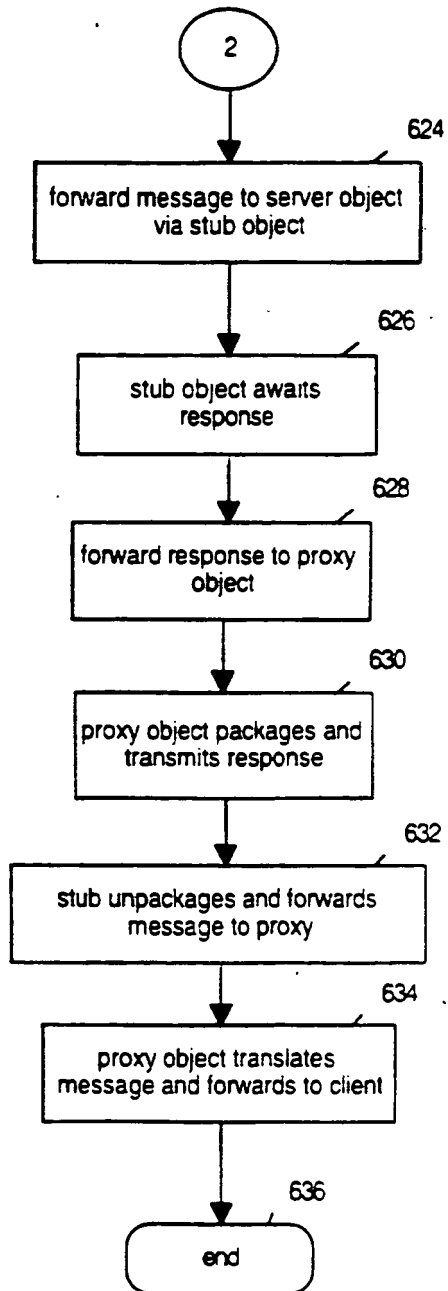 2
624
forward message to server object
via stub object
626
stub object awaits
response
628
forward response to proxy
object
630
proxy object packages and
transmits response
632
stub unpackages and forwards
message to proxy
634
proxy object translates
message and forwards to client
636
end